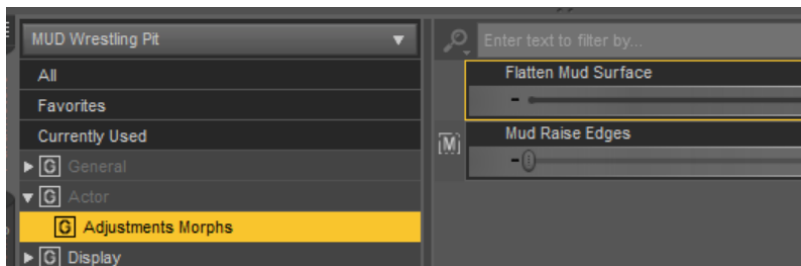 MUD Wrestling Pit
Enter text to filter by...
All
Flatten Mud Surface
-
Favorites
Currently Used
M
Mud Raise Edges
-
G General
G Actor
G Adjustments Morphs
G Display